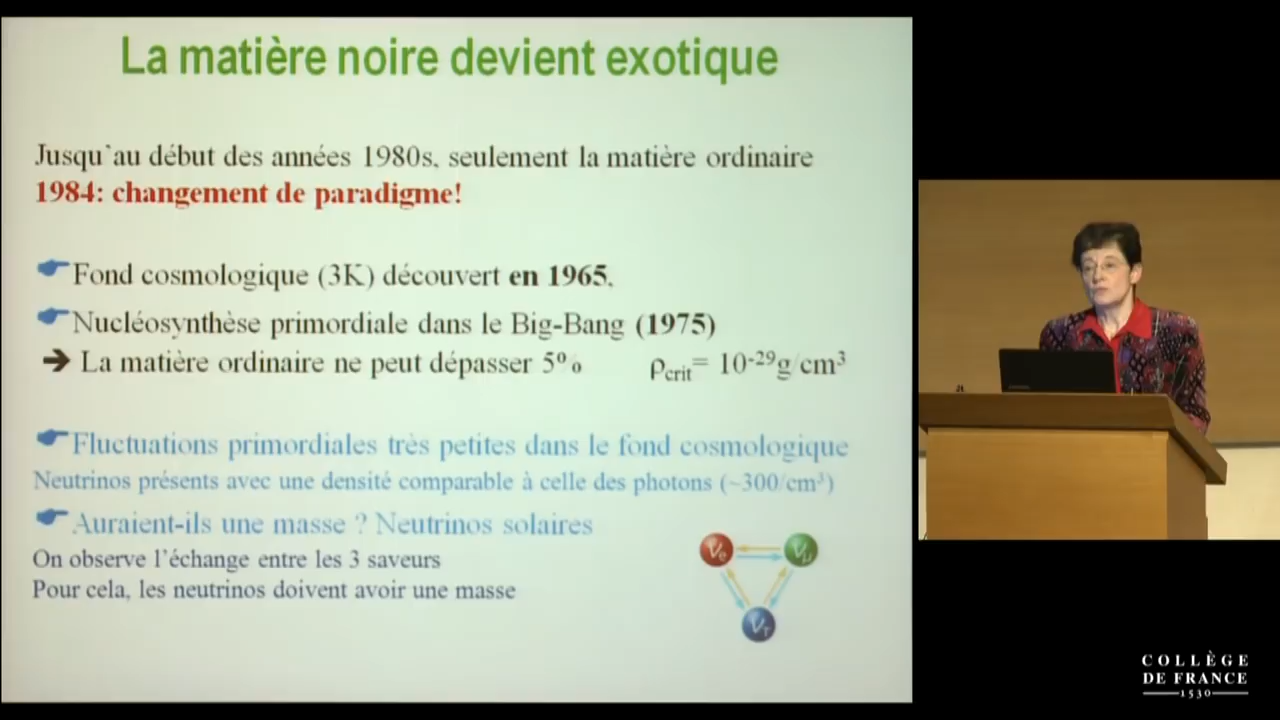 La matière noire devient exotique
Jusqu`au début des années 1980s, seulement la matière ordinaire
1984: changement de paradigme!
Fond cosmologique (3K) découvert en 1965,
Nucléosynthèse primordiale dans le Big-Bang (1975)
➔ La matière ordinaire ne peut dépasser 5% ρcrit= 10-29g/cm3
Fluctuations primordiales très petites dans le fond cosmologique
Neutrinos présents avec une densité comparable à celle des photons (~300/cm3)
Auraient-ils une masse ? Neutrinos solaires
On observe l'échange entre les 3 saveurs
Pour cela, les neutrinos doivent avoir une masse
νe νμ
ντ
COLLÈGE
DE FRANCE
1530